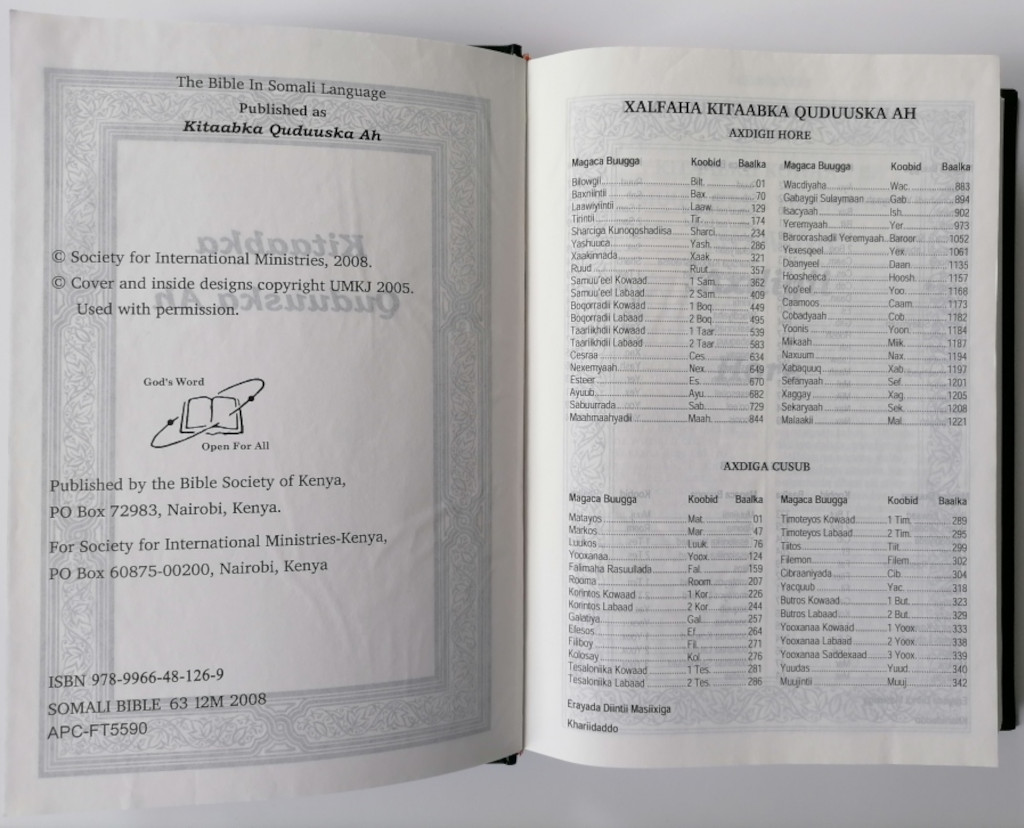 The Bible In Somali Language
Published as
Kitaabka Quduuska Ah
© Society for International Ministries, 2008.
© Cover and inside designs copyright UMKJ 2005.
Used with permission.
God's Word
Open For All
Published by the Bible Society of Kenya,
PO Box 72983, Nairobi, Kenya.
For Society for International Ministries-Kenya,
PO Box 60875-00200, Nairobi, Kenya
ISBN 978-9966-48-126-9
SOMALI BIBLE 63 12M 2008
APC-FT5590
XALFAHA KITAABKA QUDUUSKA AH
AXDIGII HORE
Magaca Buugga Koobid Baalka
Bilowgii Bilt. 01
Baxniintii Bax. 70
Laawiyiintii Laaw. 129
Tirintii Tir. 174
Sharciga Kunoqoshadiisa Sharci. 234
Yashuuca Yash. 286
Xaakinnada Xaak. 321
Ruud Ruut 357
Samuu'eel Kowaad 1 Sam. 362
Samuu'eel Labaad 2 Sam. 409
Boqorradii Kowaad 1 Boq. 449
Boqorradii Labaad 2 Boq. 495
Taariikhdii Kowaad 1 Taar. 539
Taariikhdii Labaad 2 Taar. 583
Cesraa Ces. 634
Nexemyaah Nex. 649
Esteer Es. 670
Ayuub Ayu. 682
Sabuurrada Sab. 729
Maahmaahyadii Maah. 844
Magaca Buugga Koobid Baalka
Wacdiyaha Wac. 883
Gabaygii Sulaymaan Gab. 894
Isacyaah Ish. 902
Yeremyaah Yer. 973
Baroorashadii Yeremyaah Baroor. 1052
Yexesqeel Yex. 1061
Daanyeel Daan. 1135
Hoosheeca Hoosh. 1157
Yoo'eel Yoo. 1168
Caamoos Caam. 1173
Cobadyaah Cob. 1182
Yoonis Yoon. 1184
Miikaah Miik. 1187
Naxuum Nax. 1194
Xabaquuq Xab. 1197
Sefanyaah Sef. 1201
Xaggay Xag. 1205
Sekaryaah Sek. 1208
Malaakii Mal. 1221
AXDIGA CUSUB
Magaca Buugga Koobid Baalka
Matayos Mat. 01
Markos Mar. 47
Luukos Luuk. 76
Yooxanaa Yoox. 124
Falimaha Rasuullada Fal. 159
Rooma Room. 207
Korintos Kowaad 1 Kor. 226
Korintos Labaad 2 Kor. 244
Galatiya Gal. 257
Efesos Ef. 264
Filiboy Fil. 271
Kolosay Kol. 276
Tesaloniika Kowaad 1 Tes. 281
Tesaloniika Labaad 2 Tes. 286
Erayada Diintii Masiixiga
Khariidaddo
Magaca Buugga Koobid Baalka
Timoteyos Kowaad 1 Tim. 289
Timoteyos Labaad 2 Tim. 295
Tiitos Tiit. 299
Filemon Filem. 302
Cibraaniyada Cib. 304
Yacquub Yac. 318
Butros Kowaad 1 But. 323
Butros Labaad 2 But. 329
Yooxanaa Kowaad 1 Yoox. 333
Yooxanaa Labaad 2 Yoox. 338
Yooxanaa Saddexaad 3 Yoox. 339
Yuudas Yuud. 340
Muujintii Muuj. 342